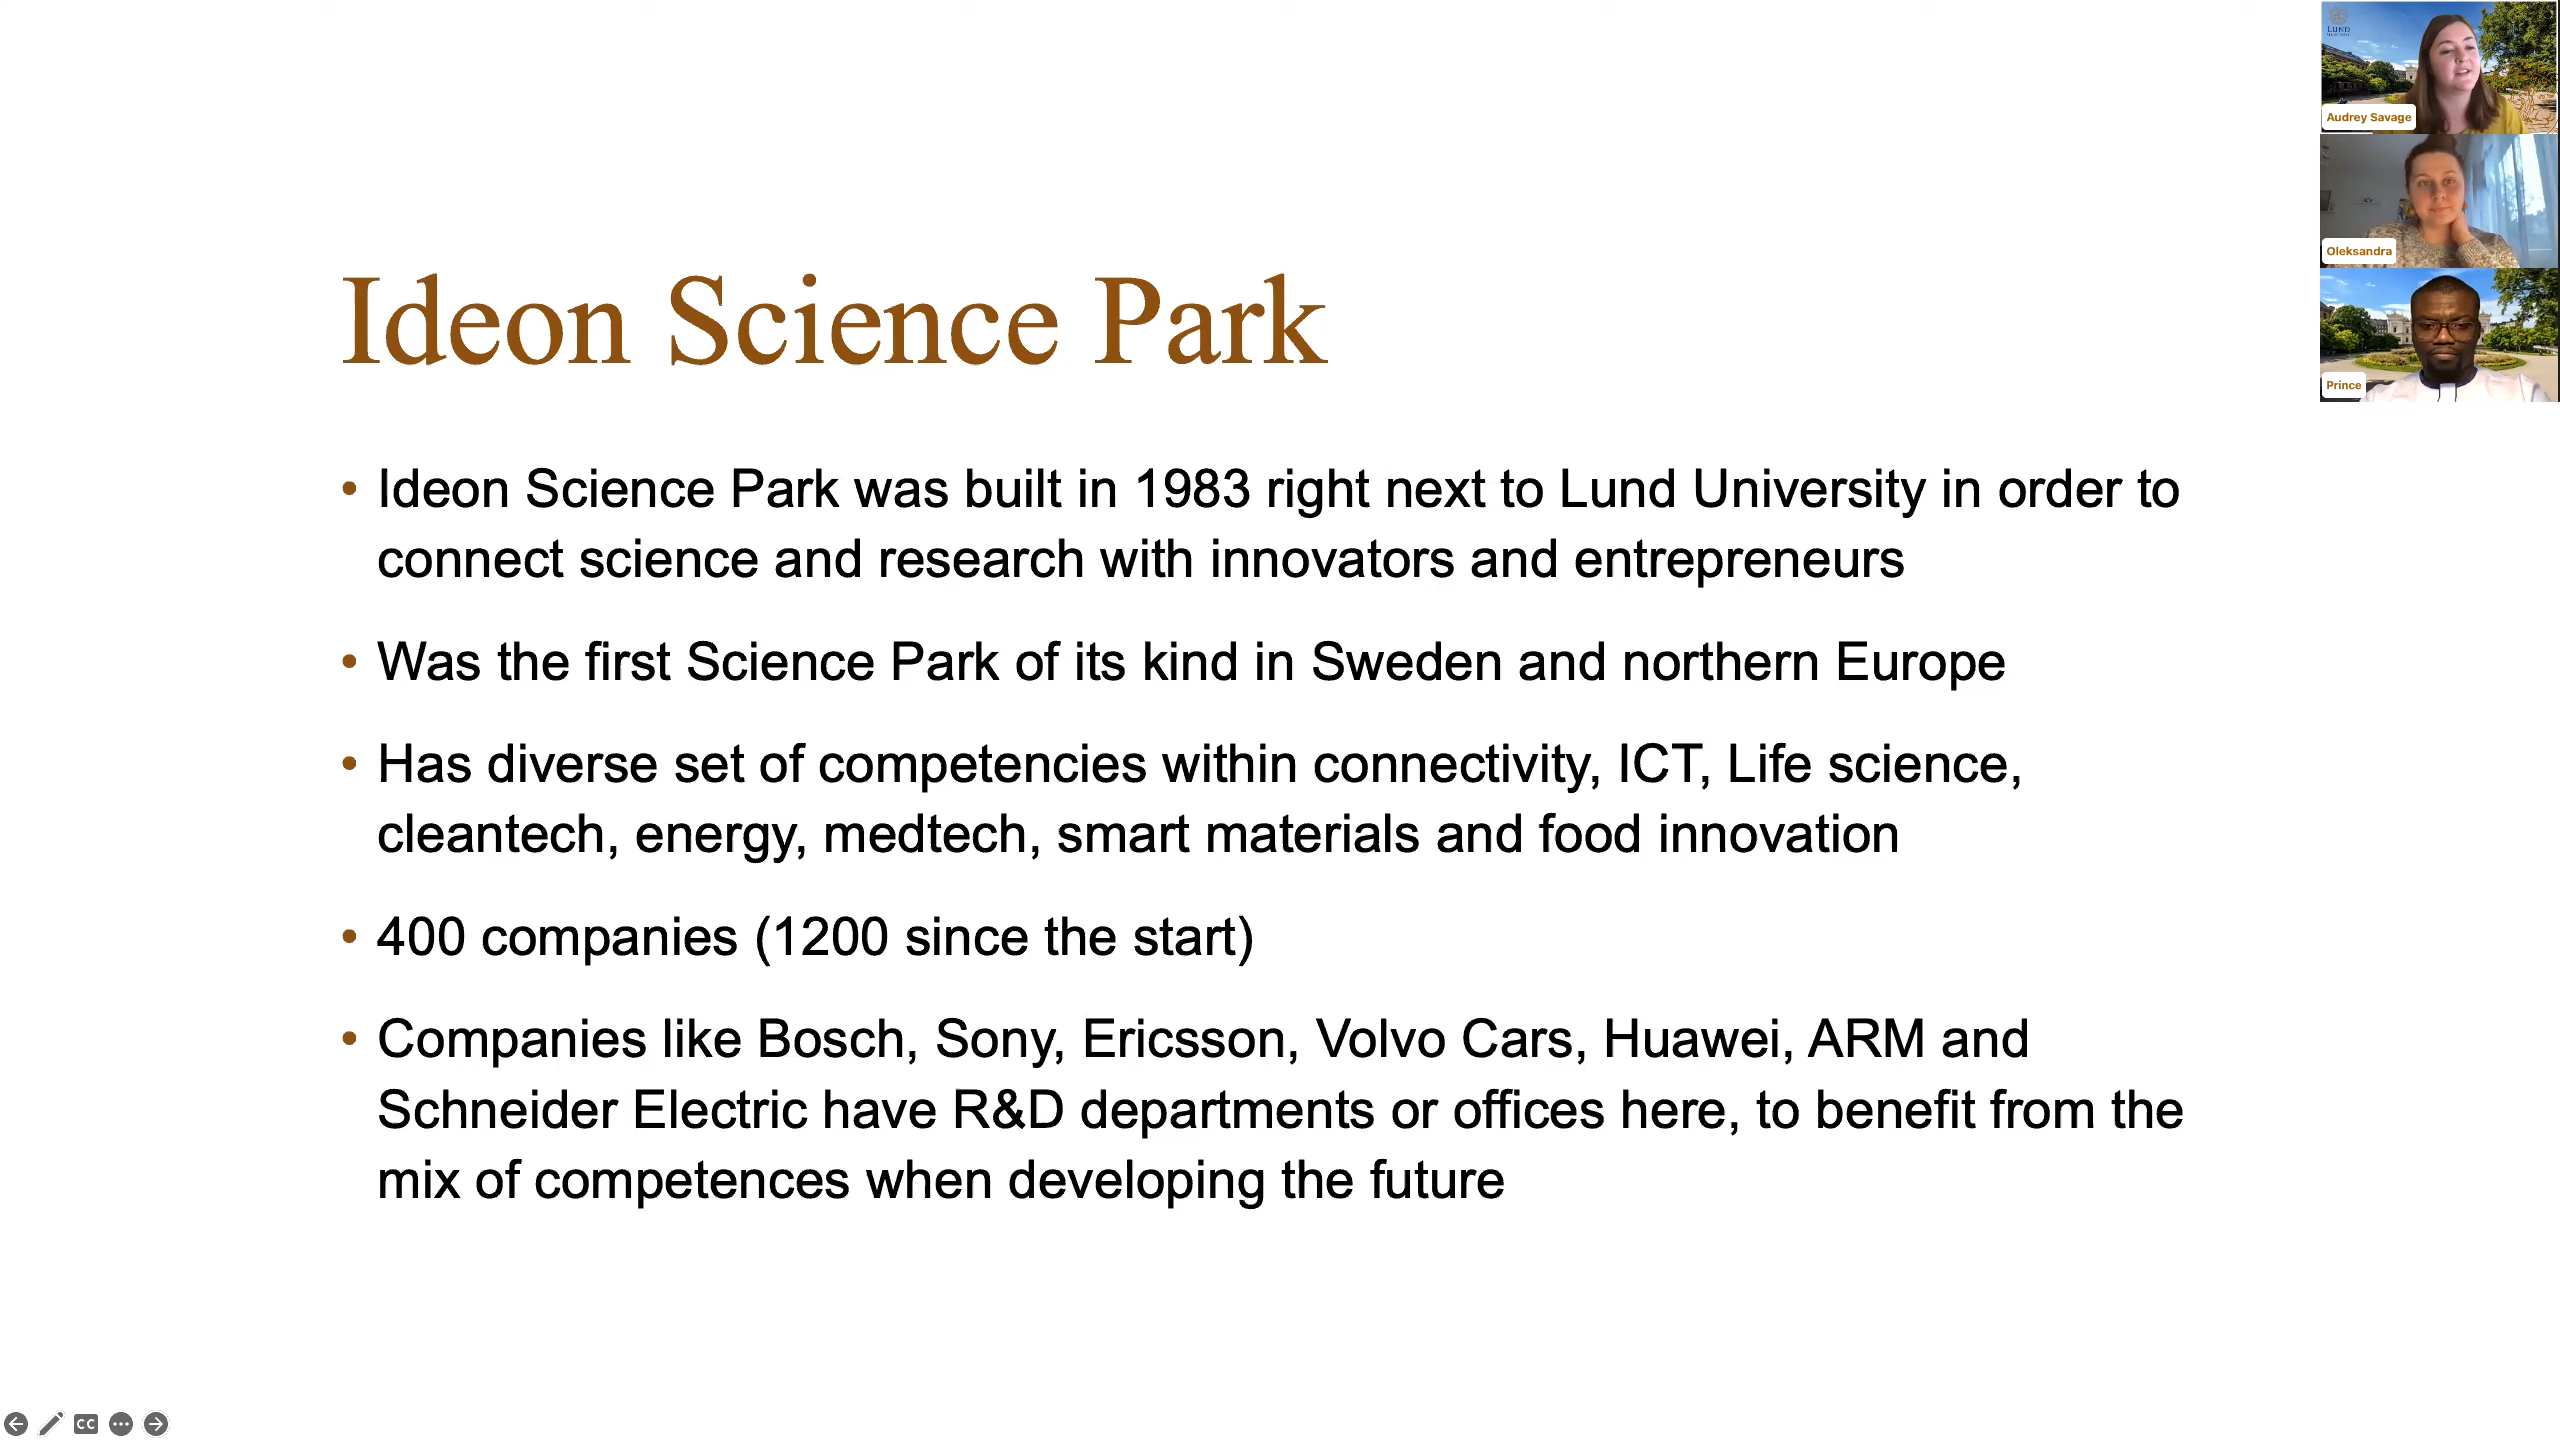 LUND
Audrey Savage
Oleksandra
Prince
Ideon Science Park
• Ideon Science Park was built in 1983 right next to Lund University in order to
connect science and research with innovators and entrepreneurs
• Was the first Science Park of its kind in Sweden and northern Europe
• Has diverse set of competencies within connectivity, ICT, Life science,
cleantech, energy, medtech, smart materials and food innovation
• 400 companies (1200 since the start)
• Companies like Bosch, Sony, Ericsson, Volvo Cars, Huawei, ARM and
Schneider Electric have R&D departments or offices here, to benefit from the
mix of competences when developing the future
CC